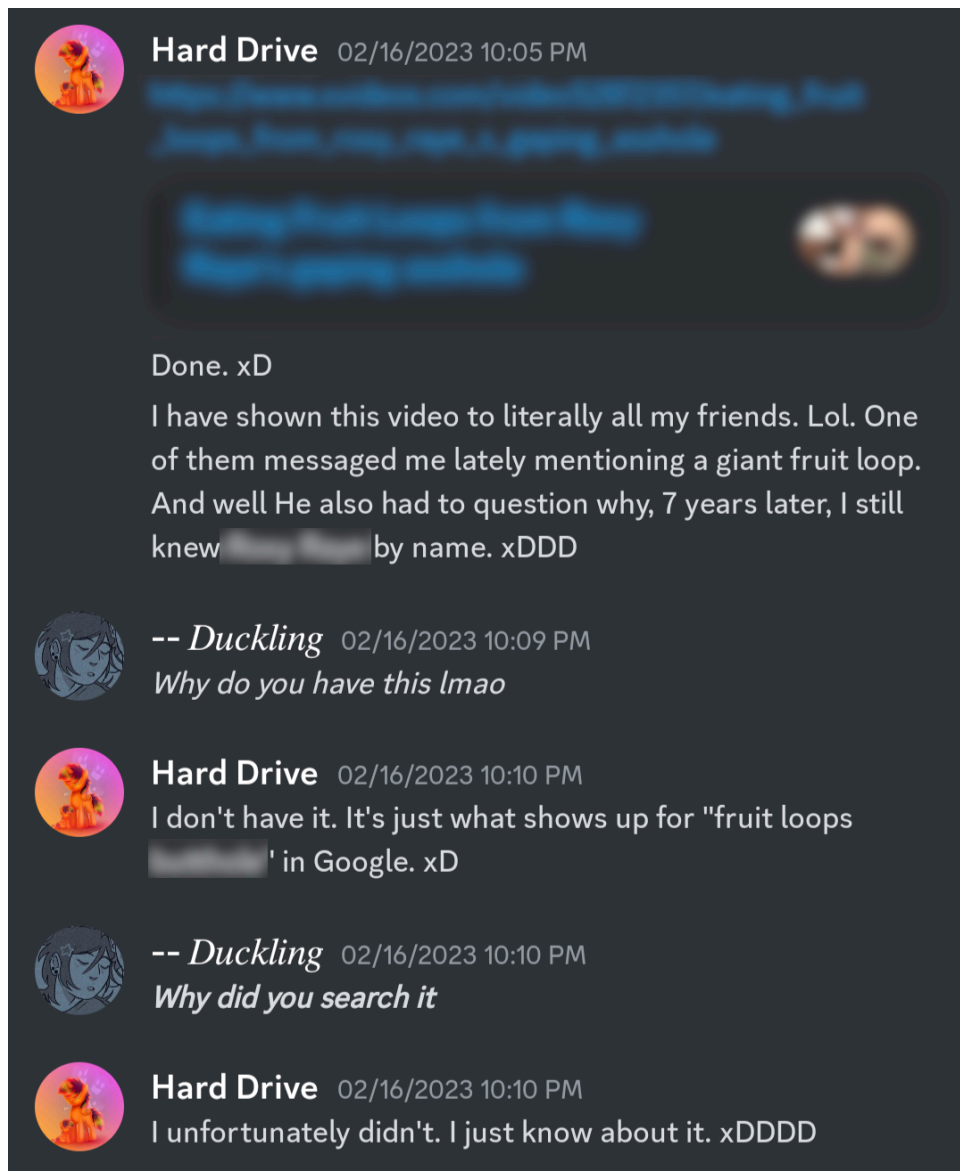 Hard Drive 02/16/2023 10:05 PM
Done. xD
I have shown this video to literally all my friends. Lol. One
of them messaged me lately mentioning a giant fruit loop.
And well He also had to question why, 7 years later, I still
knew by name. xDDD
-- Duckling 02/16/2023 10:09 PM
Why do you have this lmao
Hard Drive 02/16/2023 10:10 PM
I don't have it. It's just what shows up for "fruit loops
' in Google. xD
-- Duckling 02/16/2023 10:10 PM
Why did you search it
Hard Drive 02/16/2023 10:10 PM
I unfortunately didn't. I just know about it. xDDDD